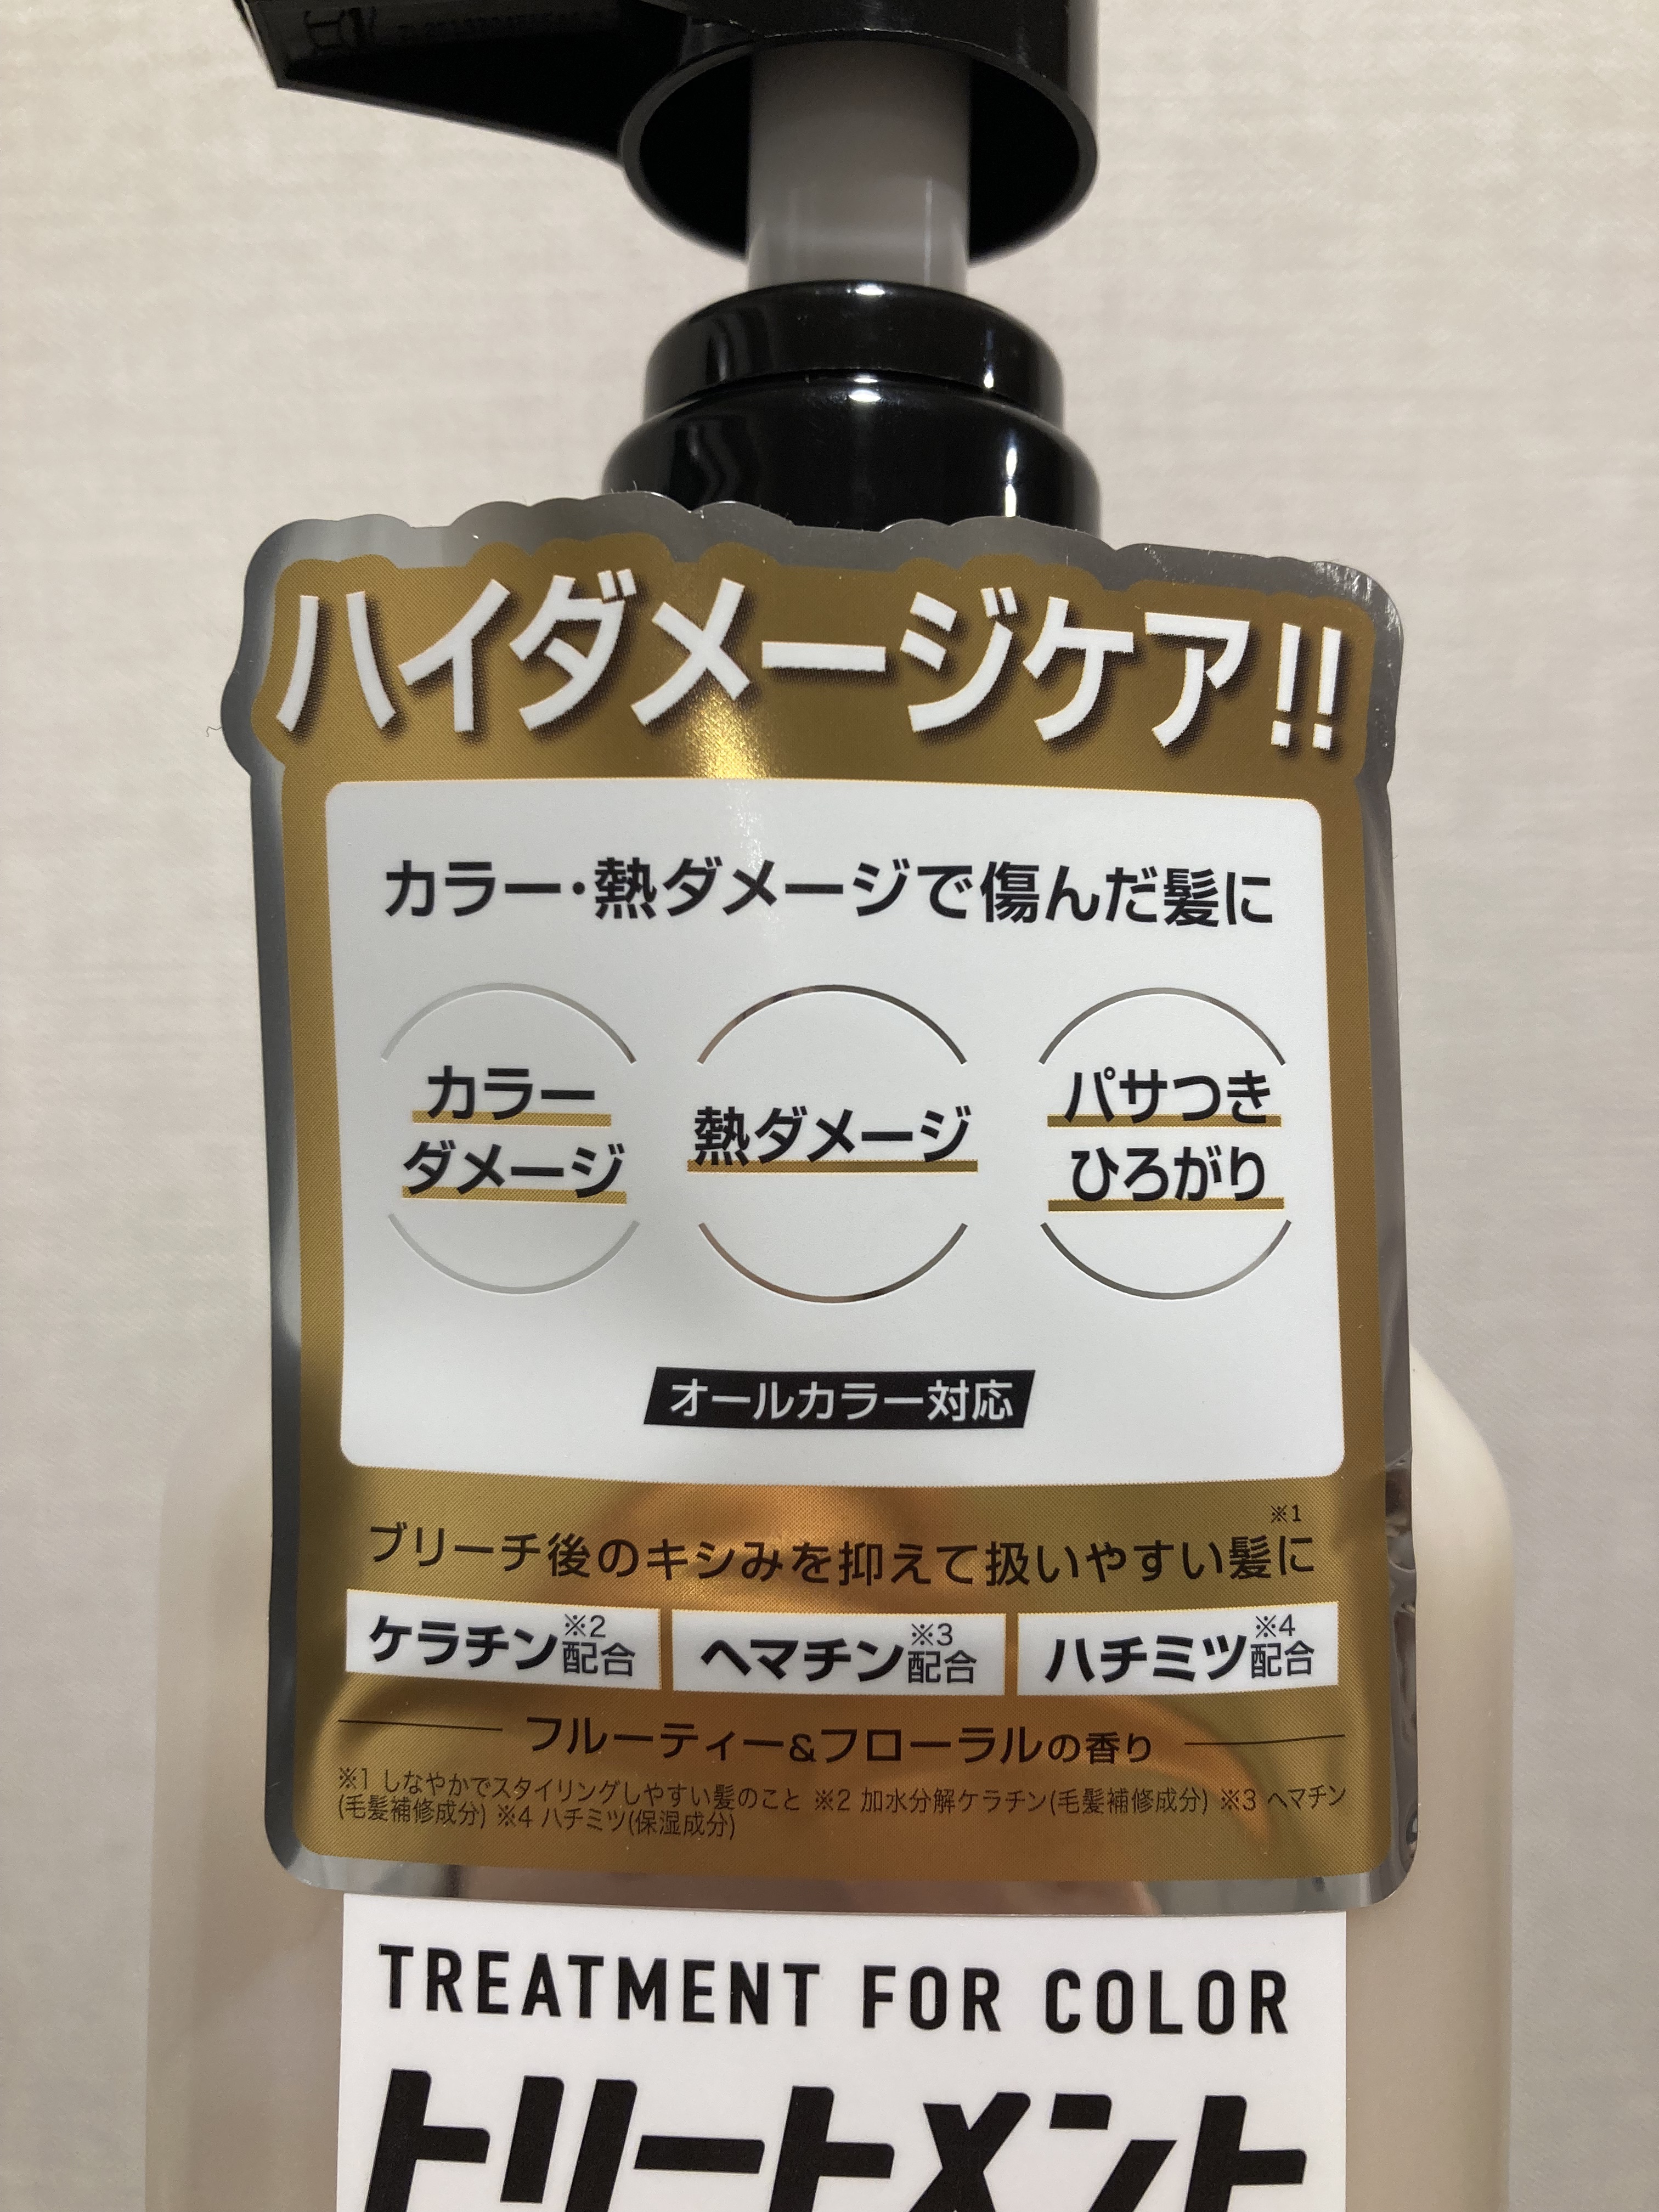 ハイダメージケア!!
カラー・熱ダメージで傷んだ髪に
カラー
ダメージ
熱ダメージ
パサつき
ひろがり
オールカラー対応
ブリーチ後のキシみを抑えて扱いやすい髪に※1
ケラチン※2配合
ヘマチン※3配合
ハチミツ※4配合
フルーティー&フローラルの香り
※1 しなやかでスタイリングしやすい髪のこと ※2 加水分解ケラチン(毛髪補修成分) ※3 ヘマチン
(毛髪補修成分) ※4 ハチミツ(保湿成分)
TREATMENT FOR COLOR
トリートメント